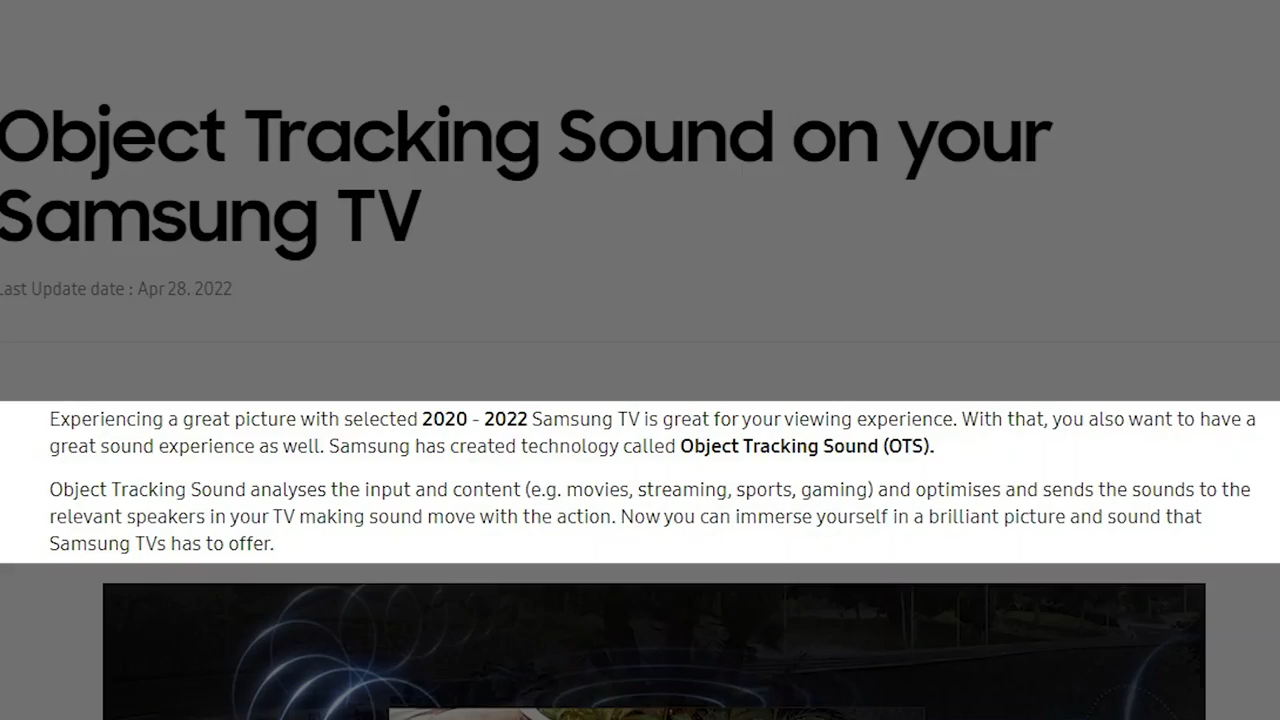 Object Tracking Sound on your
Samsung TV
Last Update date : Apr 28. 2022
Experiencing a great picture with selected 2020 - 2022 Samsung TV is great for your viewing experience. With that, you also want to have a
great sound experience as well. Samsung has created technology called Object Tracking Sound (OTS).
Object Tracking Sound analyses the input and content (e.g. movies, streaming, sports, gaming) and optimises and sends the sounds to the
relevant speakers in your TV making sound move with the action. Now you can immerse yourself in a brilliant picture and sound that
Samsung TVs has to offer.